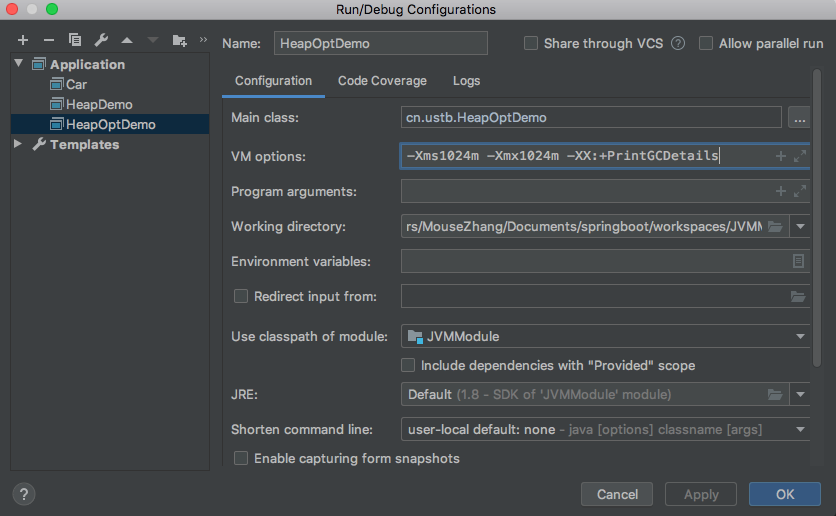 Run/Debug Configurations
Name: HeapOptDemo Share through VCS ? Allow parallel run
Application
Car
HeapDemo
HeapOptDemo
Templates
Configuration Code Coverage Logs
Main class: cn.ustb.HeapOptDemo ...
VM options: -Xms1024m -Xmx1024m -XX:+PrintGCDetails
Program arguments:
Working directory: rs/MouseZhang/Documents/springboot/workspaces/JVMM
Environment variables:
Redirect input from:
Use classpath of module: JVMModule
Include dependencies with "Provided" scope
JRE: Default (1.8 - SDK of 'JVMModule' module)
Shorten command line: user-local default: none - java [options] classname [args]
Enable capturing form snapshots
? Cancel Apply OK